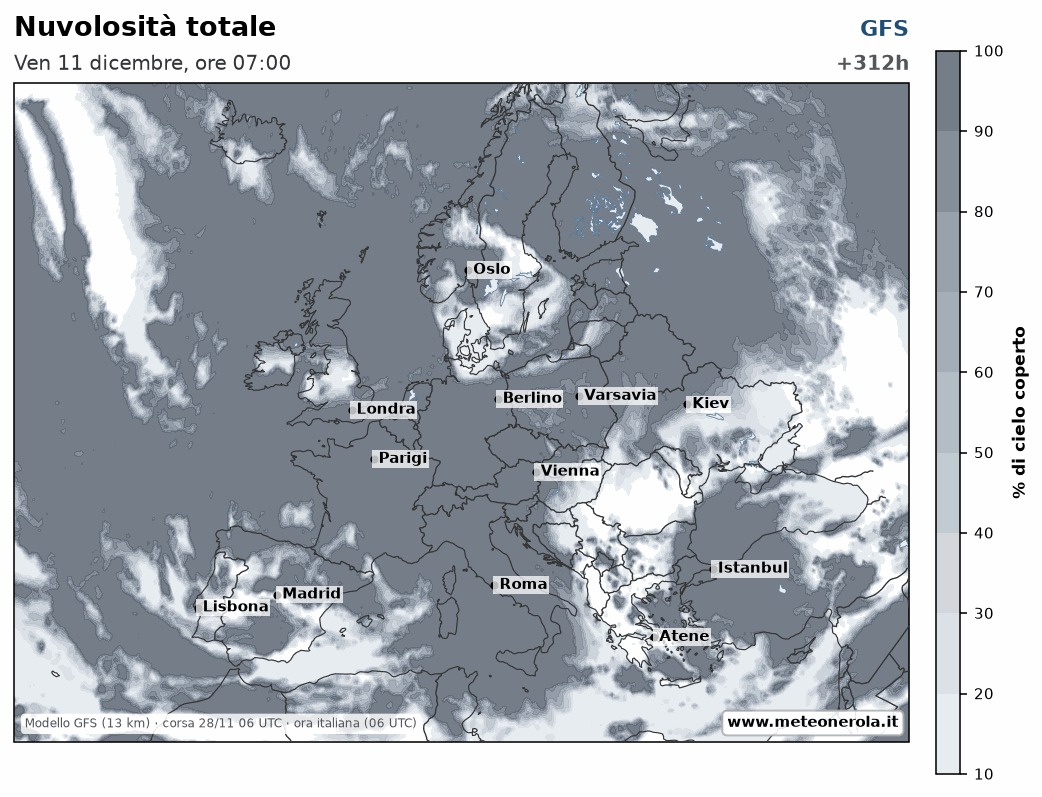 Nuvolosità totale
GFS
Ven 11 dicembre, ore 07:00
+312h
100
90
80
70
60
50
40
30
20
10
% di cielo coperto
Oslo
Londra
Berlino
Varsavia
Kiev
Parigi
Vienna
Istanbul
Roma
Madrid
Lisbona
Atene
Modello GFS (13 km) · corsa 28/11 06 UTC · ora italiana (06 UTC)
www.meteonerola.it